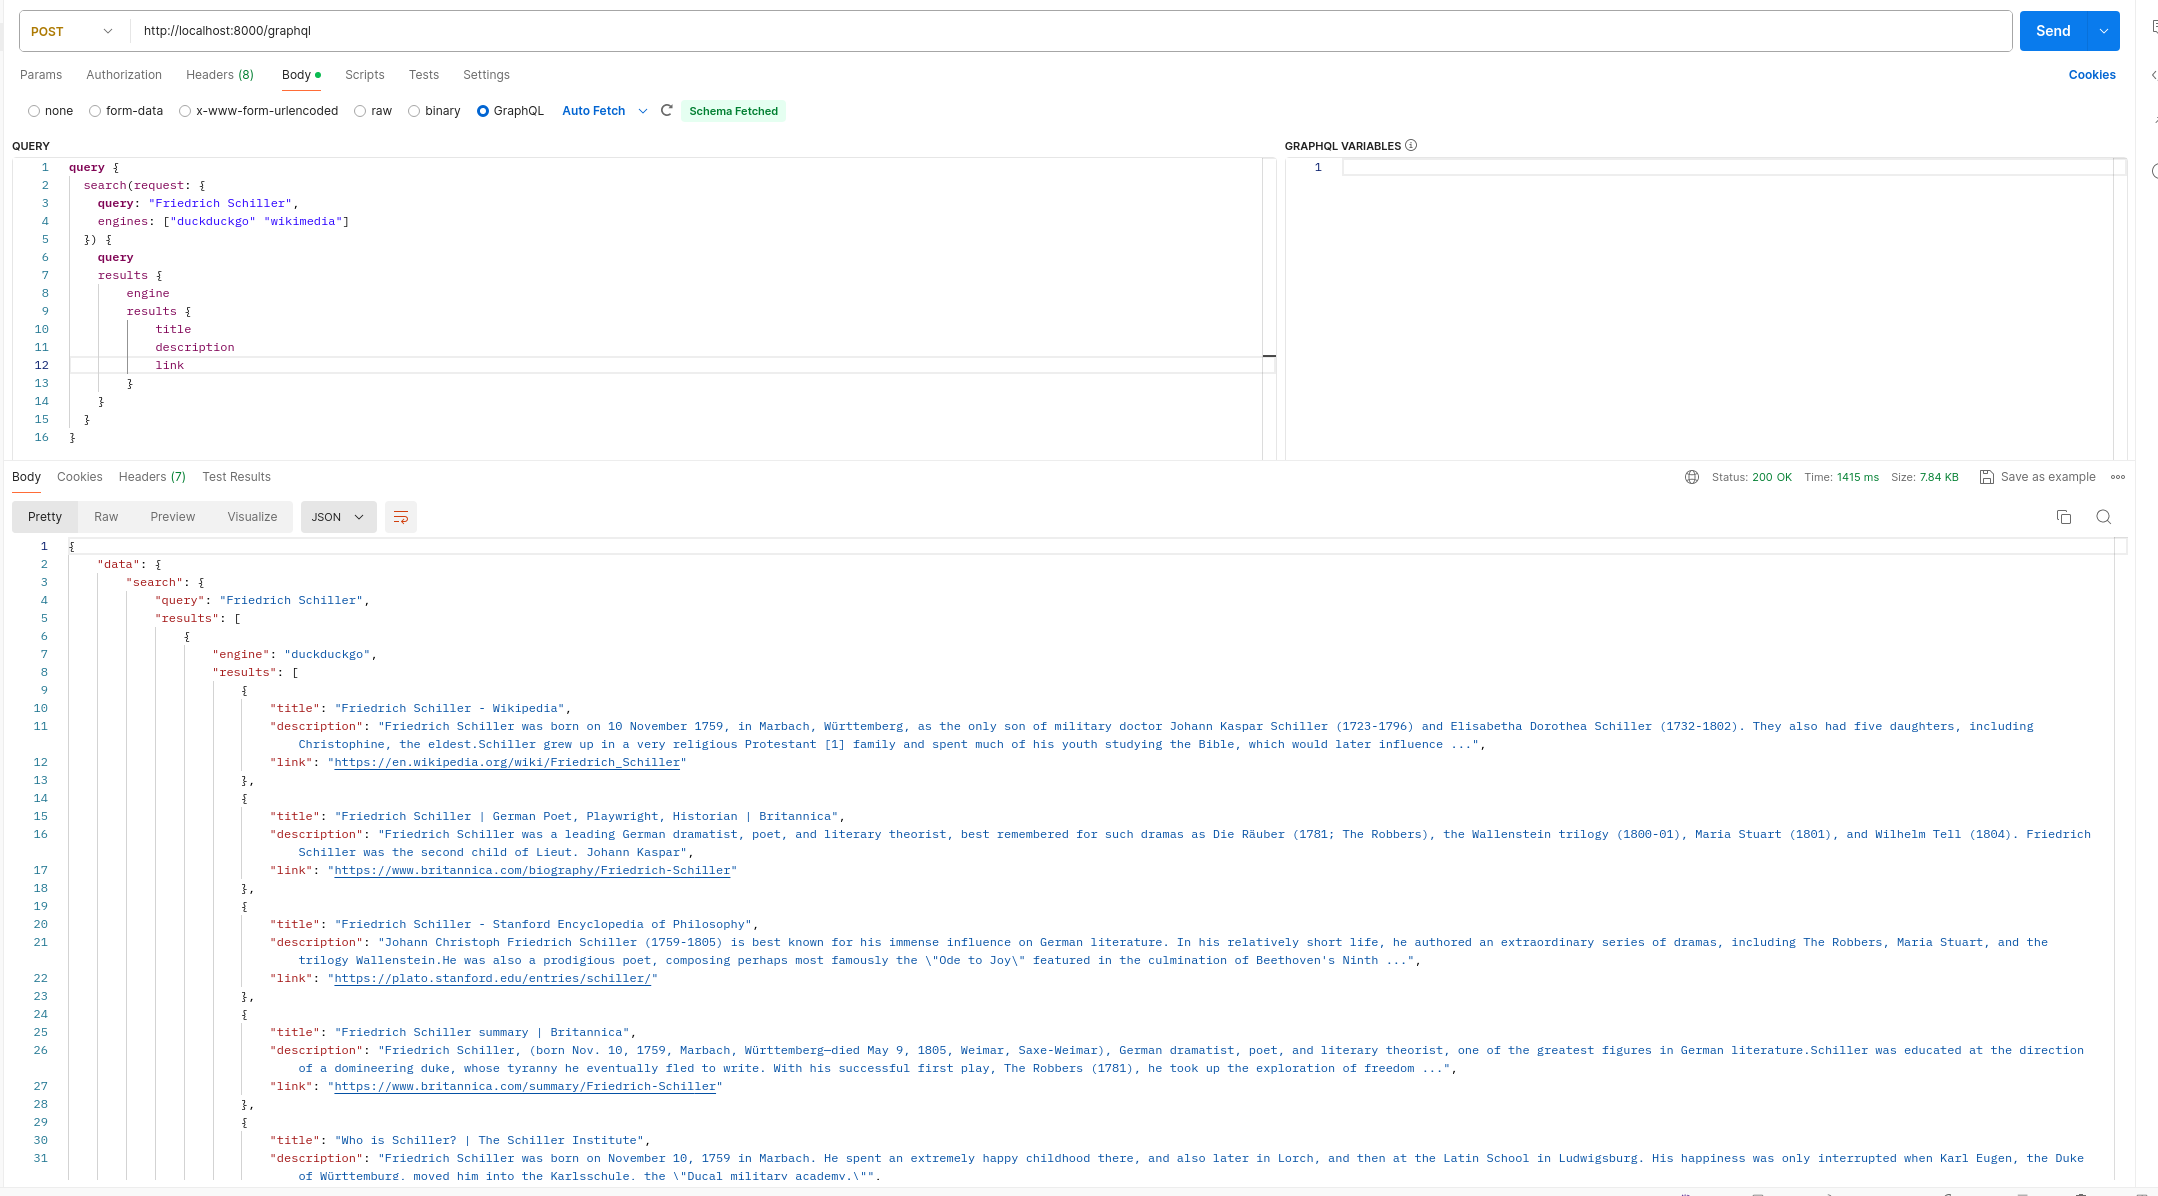 POST http://localhost:8000/graphql Send
Params Authorization Headers (8) Body Scripts Tests Settings Cookies
none form-data x-www-form-urlencoded raw binary GraphQL Auto Fetch Schema Fetched
QUERY
1 query {
2 search(request: {
3 query: "Friedrich Schiller",
4 engines: ["duckduckgo" "wikimedia"]
5 }) {
6 query
7 results {
8 engine
9 results {
10 title
11 description
12 link
13 }
14 }
15 }
16 }
GRAPHQL VARIABLES
1
Body Cookies Headers (7) Test Results Status: 200 OK Time: 1415 ms Size: 7.84 KB Save as example
Pretty Raw Preview Visualize JSON
1 {
2 "data": {
3 "search": {
4 "query": "Friedrich Schiller",
5 "results": [
6 {
7 "engine": "duckduckgo",
8 "results": [
9 {
10 "title": "Friedrich Schiller - Wikipedia",
11 "description": "Friedrich Schiller was born on 10 November 1759, in Marbach, Württemberg, as the only son of military doctor Johann Kaspar Schiller (1723-1796) and Elisabetha Dorothea Schiller (1732-1802). They also had five daughters, including
Christophine, the eldest.Schiller grew up in a very religious Protestant [1] family and spent much of his youth studying the Bible, which would later influence ...",
12 "link": "https://en.wikipedia.org/wiki/Friedrich_Schiller"
13 },
14 {
15 "title": "Friedrich Schiller | German Poet, Playwright, Historian | Britannica",
16 "description": "Friedrich Schiller was a leading German dramatist, poet, and literary theorist, best remembered for such dramas as Die Räuber (1781; The Robbers), the Wallenstein trilogy (1800-01), Maria Stuart (1801), and Wilhelm Tell (1804). Friedrich
Schiller was the second child of Lieut. Johann Kaspar",
17 "link": "https://www.britannica.com/biography/Friedrich-Schiller"
18 },
19 {
20 "title": "Friedrich Schiller - Stanford Encyclopedia of Philosophy",
21 "description": "Johann Christoph Friedrich Schiller (1759-1805) is best known for his immense influence on German literature. In his relatively short life, he authored an extraordinary series of dramas, including The Robbers, Maria Stuart, and the
trilogy Wallenstein.He was also a prodigious poet, composing perhaps most famously the \"Ode to Joy\" featured in the culmination of Beethoven's Ninth ...",
22 "link": "https://plato.stanford.edu/entries/schiller/"
23 },
24 {
25 "title": "Friedrich Schiller summary | Britannica",
26 "description": "Friedrich Schiller, (born Nov. 10, 1759, Marbach, Württemberg—died May 9, 1805, Weimar, Saxe-Weimar), German dramatist, poet, and literary theorist, one of the greatest figures in German literature.Schiller was educated at the direction
of a domineering duke, whose tyranny he eventually fled to write. With his successful first play, The Robbers (1781), he took up the exploration of freedom ...",
27 "link": "https://www.britannica.com/summary/Friedrich-Schiller"
28 },
29 {
30 "title": "Who is Schiller? | The Schiller Institute",
31 "description": "Friedrich Schiller was born on November 10, 1759 in Marbach. He spent an extremely happy childhood there, and also later in Lorch, and then at the Latin School in Ludwigsburg. His happiness was only interrupted when Karl Eugen, the Duke
of Württemburg, moved him into the Karlsschule, the \"Ducal military academy.\"",